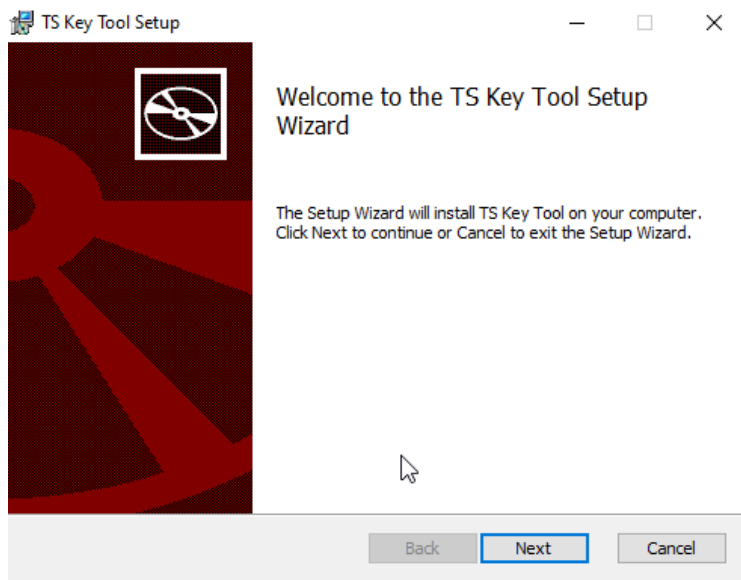 TS Key Tool Setup
Welcome to the TS Key Tool Setup
Wizard
The Setup Wizard will install TS Key Tool on your computer.
Click Next to continue or Cancel to exit the Setup Wizard.
Back Next Cancel